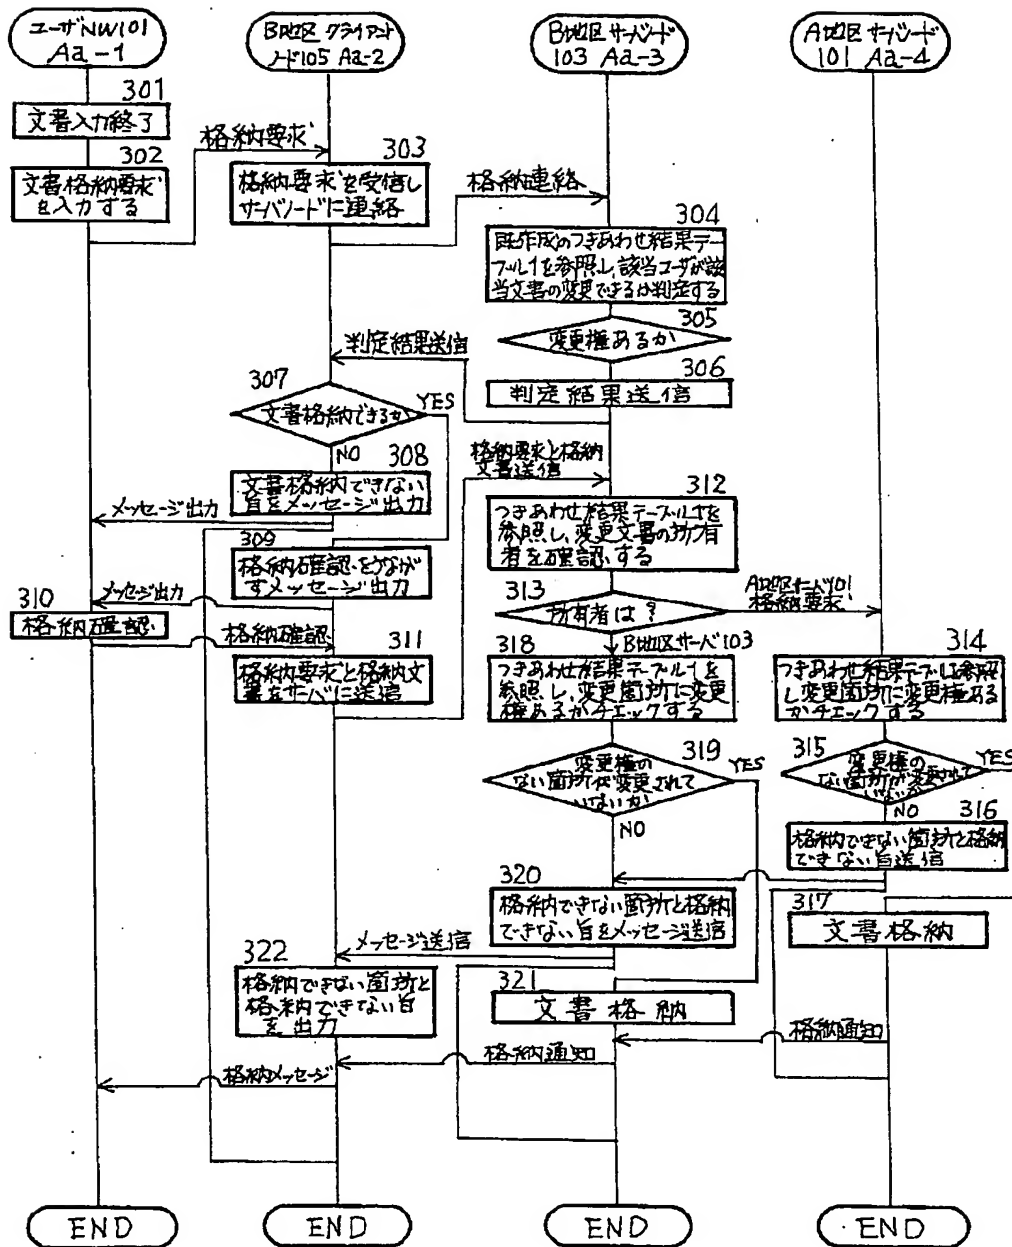 ユーザNW101
Aa-1
B地区 クライアント
ノード105 Aa-2
B地区 サーバノード
103 Aa-3
A地区 サーバノード
101 Aa-4
301
文書入力終了
302
文書格納要求
を入力する
格納要求
303
格納要求を受信し
サーバノードに連絡
格納連絡
304
既作成のつきあわせ結果テー
ブル1を参照し、該当ユーザが該
当文書の変更できるか判定する
305
変更権あるか
判定結果送信
306
判定結果送信
307
文書格納できるか
YES
NO
308
文書格納できない
旨をメッセージ出力
メッセージ出力
309
格納確認をうなが
すメッセージ出力
メッセージ出力
310
格納確認
格納確認
311
格納要求と格納文
書をサーバに送信
格納要求と格納
文書送信
312
つきあわせ結果テーブル1を
参照し、変更文書の所有
者を確認する
313
所有者は?
A地区サーバ101
格納要求
B地区サーバ103
318
つきあわせ結果テーブル1を
参照し、変更箇所に変更
権あるかチェックする
314
つきあわせ結果テーブル1参照
し変更箇所に変更権ある
かチェックする
319
変更権の
ない箇所が変更されて
いないか
YES
NO
315
変更権の
ない箇所が変更されて
いないか
YES
NO
316
格納できない箇所と格納
できない旨送信
320
格納できない箇所と格納
できない旨をメッセージ送信
317
文書格納
メッセージ送信
322
格納できない箇所と
格納できない旨
を出力
321
文書格納
格納通知
格納通知
格納メッセージ
END
END
END
END